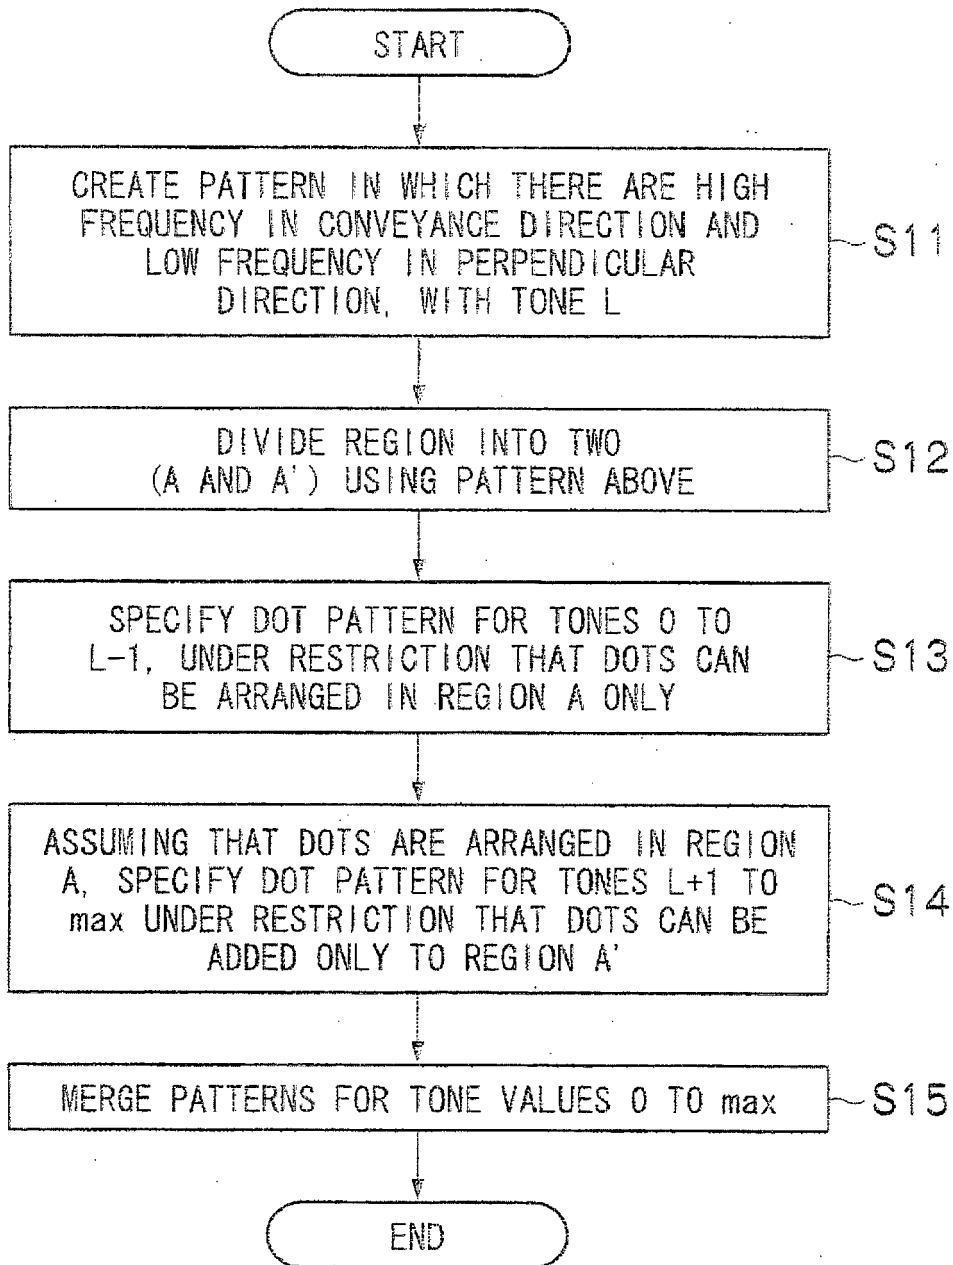 START
CREATE PATTERN IN WHICH THERE ARE HIGH
FREQUENCY IN CONVEYANCE DIRECTION AND
LOW FREQUENCY IN PERPENDICULAR
DIRECTION, WITH TONE L
S11
DIVIDE REGION INTO TWO
(A AND A') USING PATTERN ABOVE
S12
SPECIFY DOT PATTERN FOR TONES 0 TO
L-1, UNDER RESTRICTION THAT DOTS CAN
BE ARRANGED IN REGION A ONLY
S13
ASSUMING THAT DOTS ARE ARRANGED IN REGION
A, SPECIFY DOT PATTERN FOR TONES L+1 TO
max UNDER RESTRICTION THAT DOTS CAN BE
ADDED ONLY TO REGION A'
S14
MERGE PATTERNS FOR TONE VALUES 0 TO max
S15
END